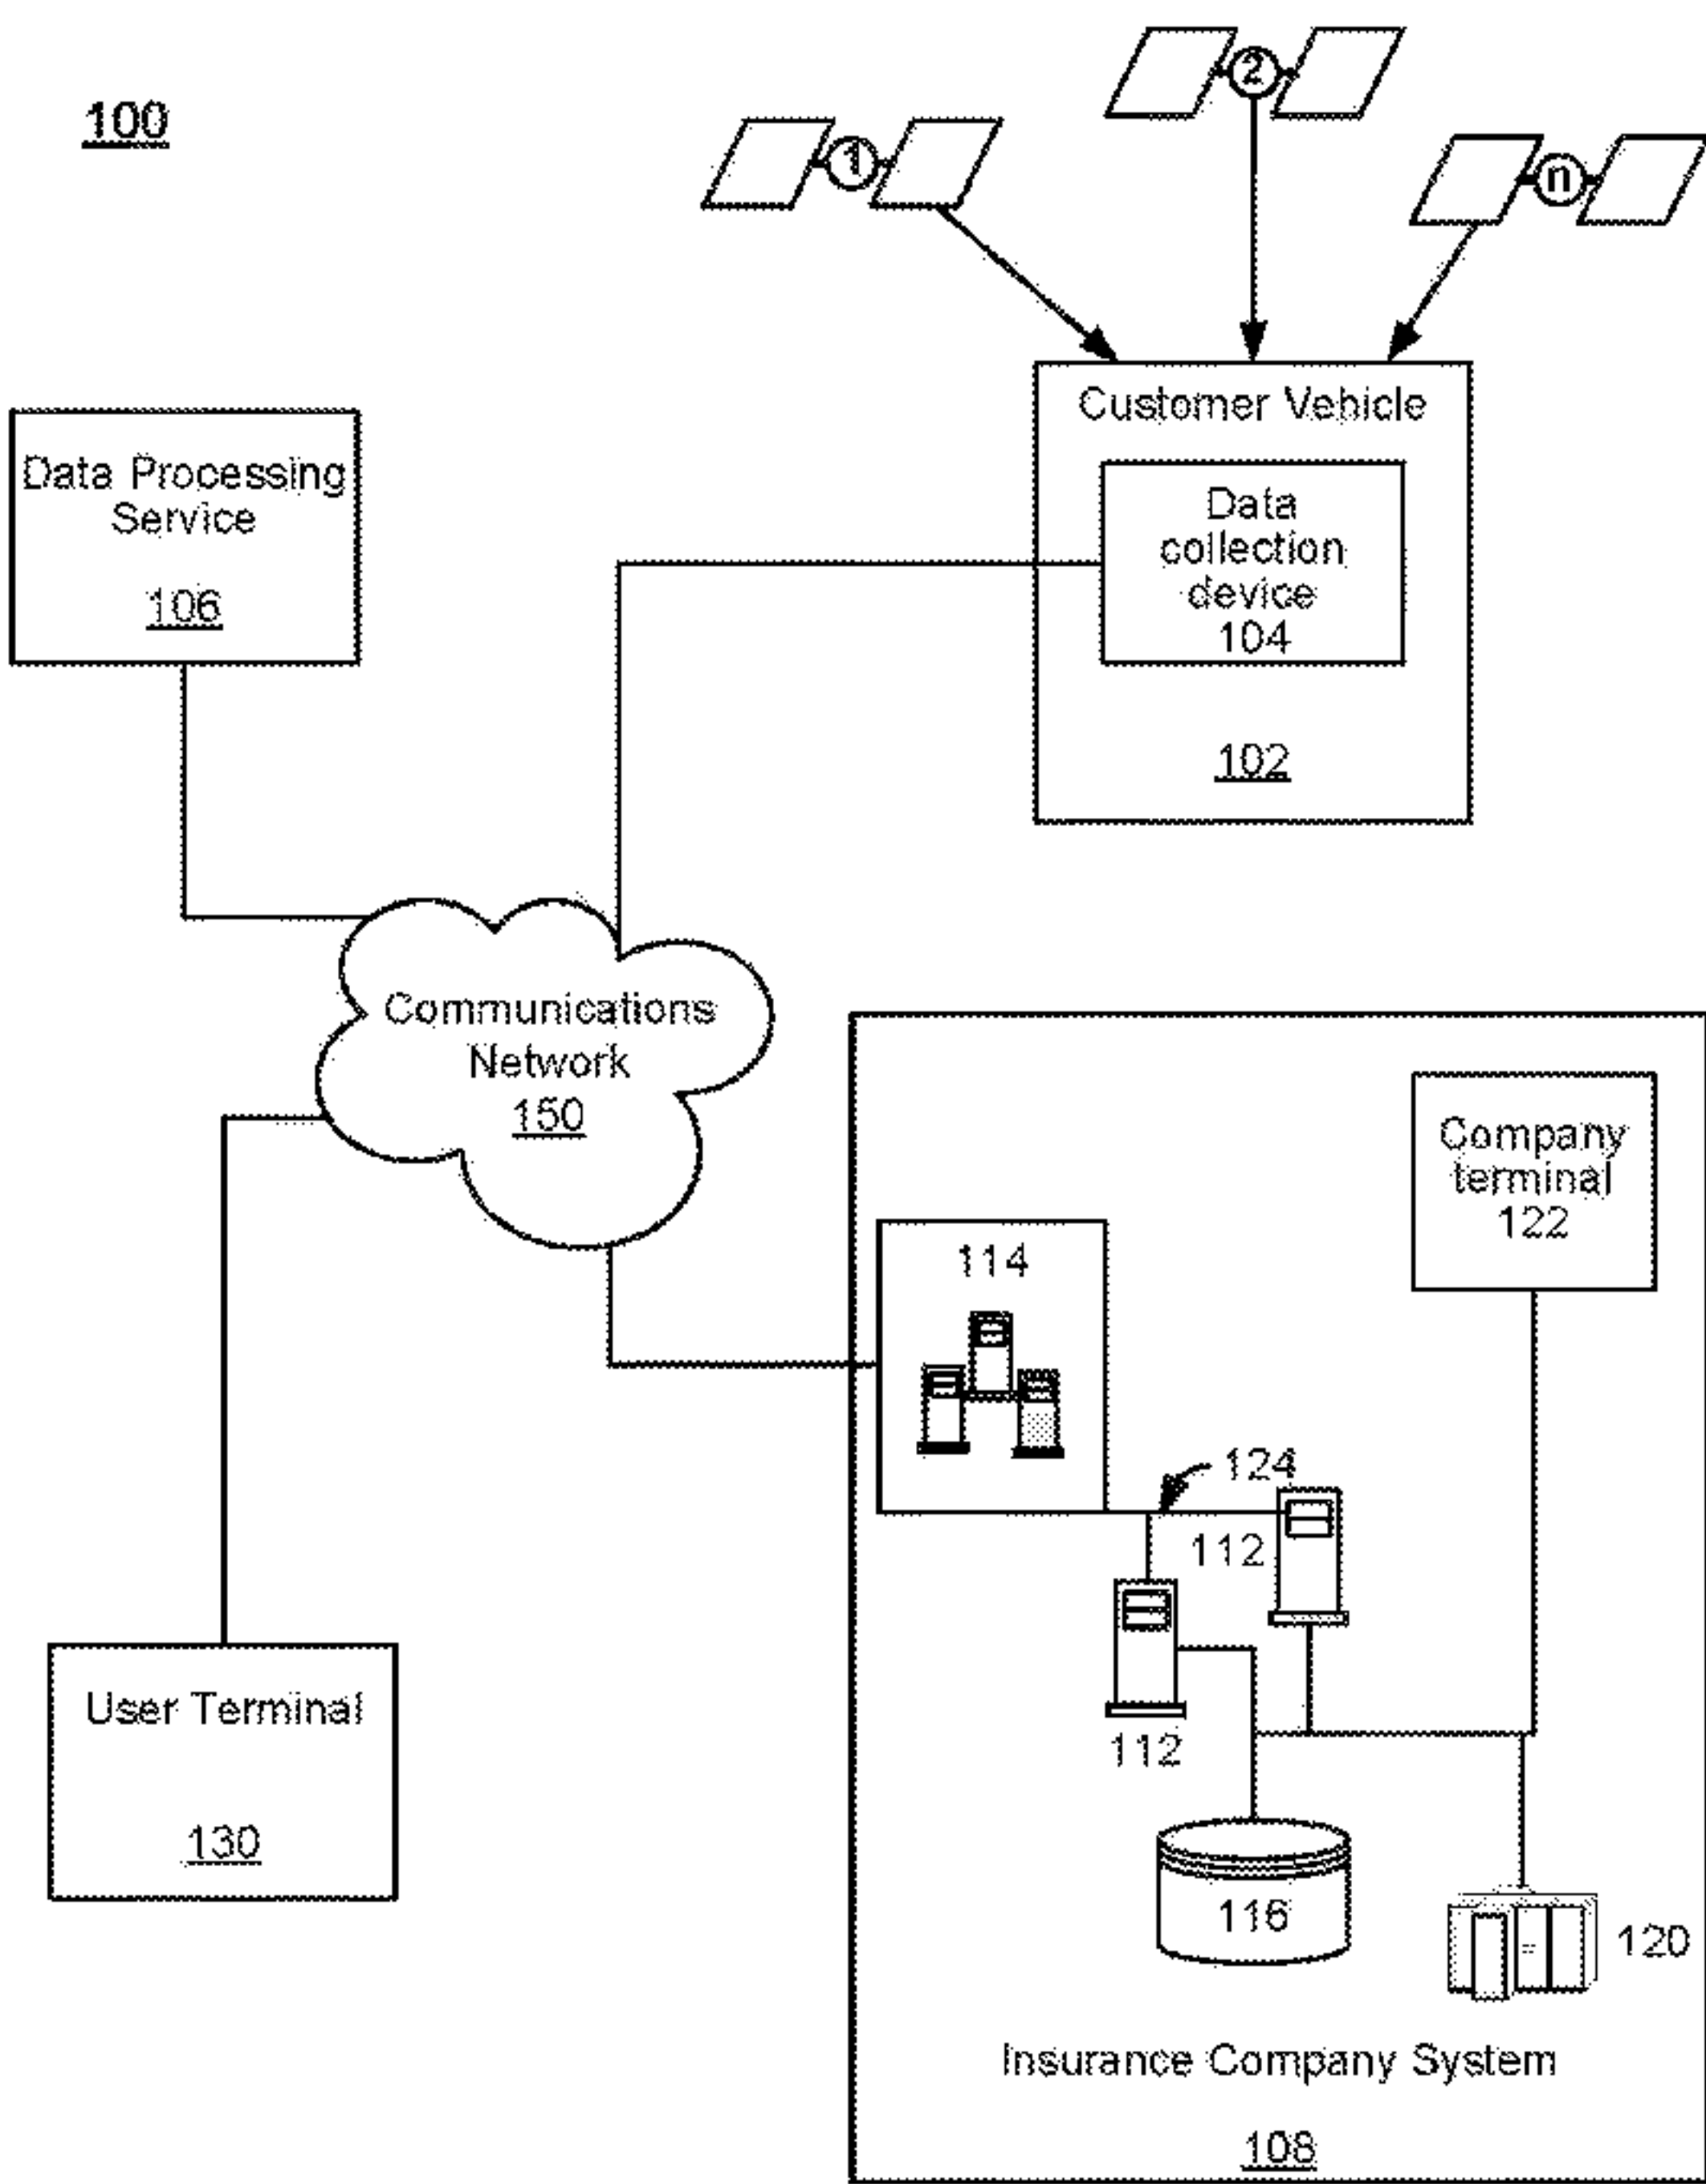 100
1
2
n
Customer Vehicle
Data
collection
device
104
102
Data Processing
Service
106
Communications
Network
150
Company
terminal
122
114
124
112
112
116
120
User Terminal
130
Insurance Company System
108